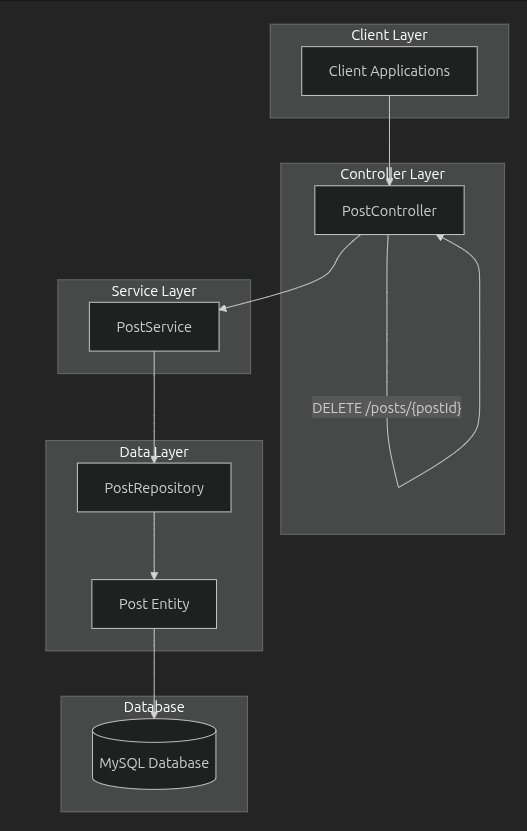 Client Layer
Client Applications
Controller Layer
PostController
Service Layer
PostService
DELETE /posts/{postId}
Data Layer
PostRepository
Post Entity
Database
MySQL Database